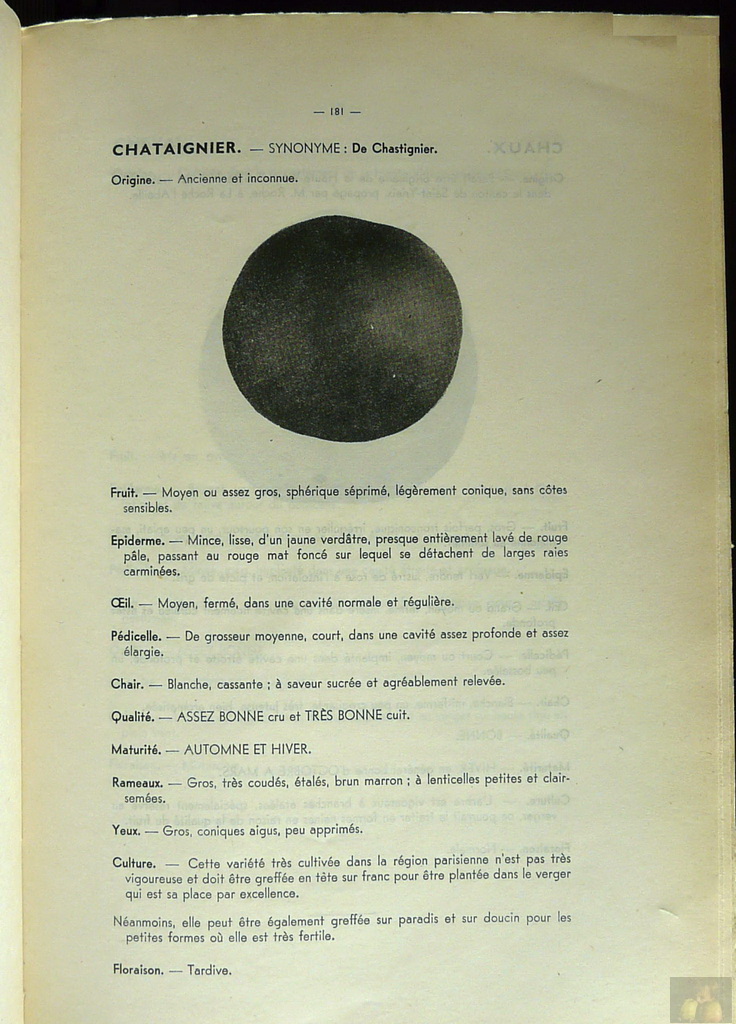 — 181 —
CHATAIGNIER. — SYNONYME : De Chastignier.
Origine. — Ancienne et inconnue.
Fruit. — Moyen ou assez gros, sphérique séprimé, légèrement conique, sans côtes
sensibles.
Epiderme. — Mince, lisse, d'un jaune verdâtre, presque entièrement lavé de rouge
pâle, passant au rouge mat foncé sur lequel se détachent de larges raies
carminées.
Œil. — Moyen, fermé, dans une cavité normale et régulière.
Pédicelle. — De grosseur moyenne, court, dans une cavité assez profonde et assez
élargie.
Chair. — Blanche, cassante ; à saveur sucrée et agréablement relevée.
Qualité. — ASSEZ BONNE cru et TRÈS BONNE cuit.
Maturité. — AUTOMNE ET HIVER.
Rameaux. — Gros, très coudés, étalés, brun marron ; à lenticelles petites et clair-
semées.
Yeux. — Gros, coniques aigus, peu apprimés.
Culture. — Cette variété très cultivée dans la région parisienne n'est pas très
vigoureuse et doit être greffée en tête sur franc pour être plantée dans le verger
qui est sa place par excellence.
Néanmoins, elle peut être également greffée sur paradis et sur doucin pour les
petites formes où elle est très fertile.
Floraison. — Tardive.